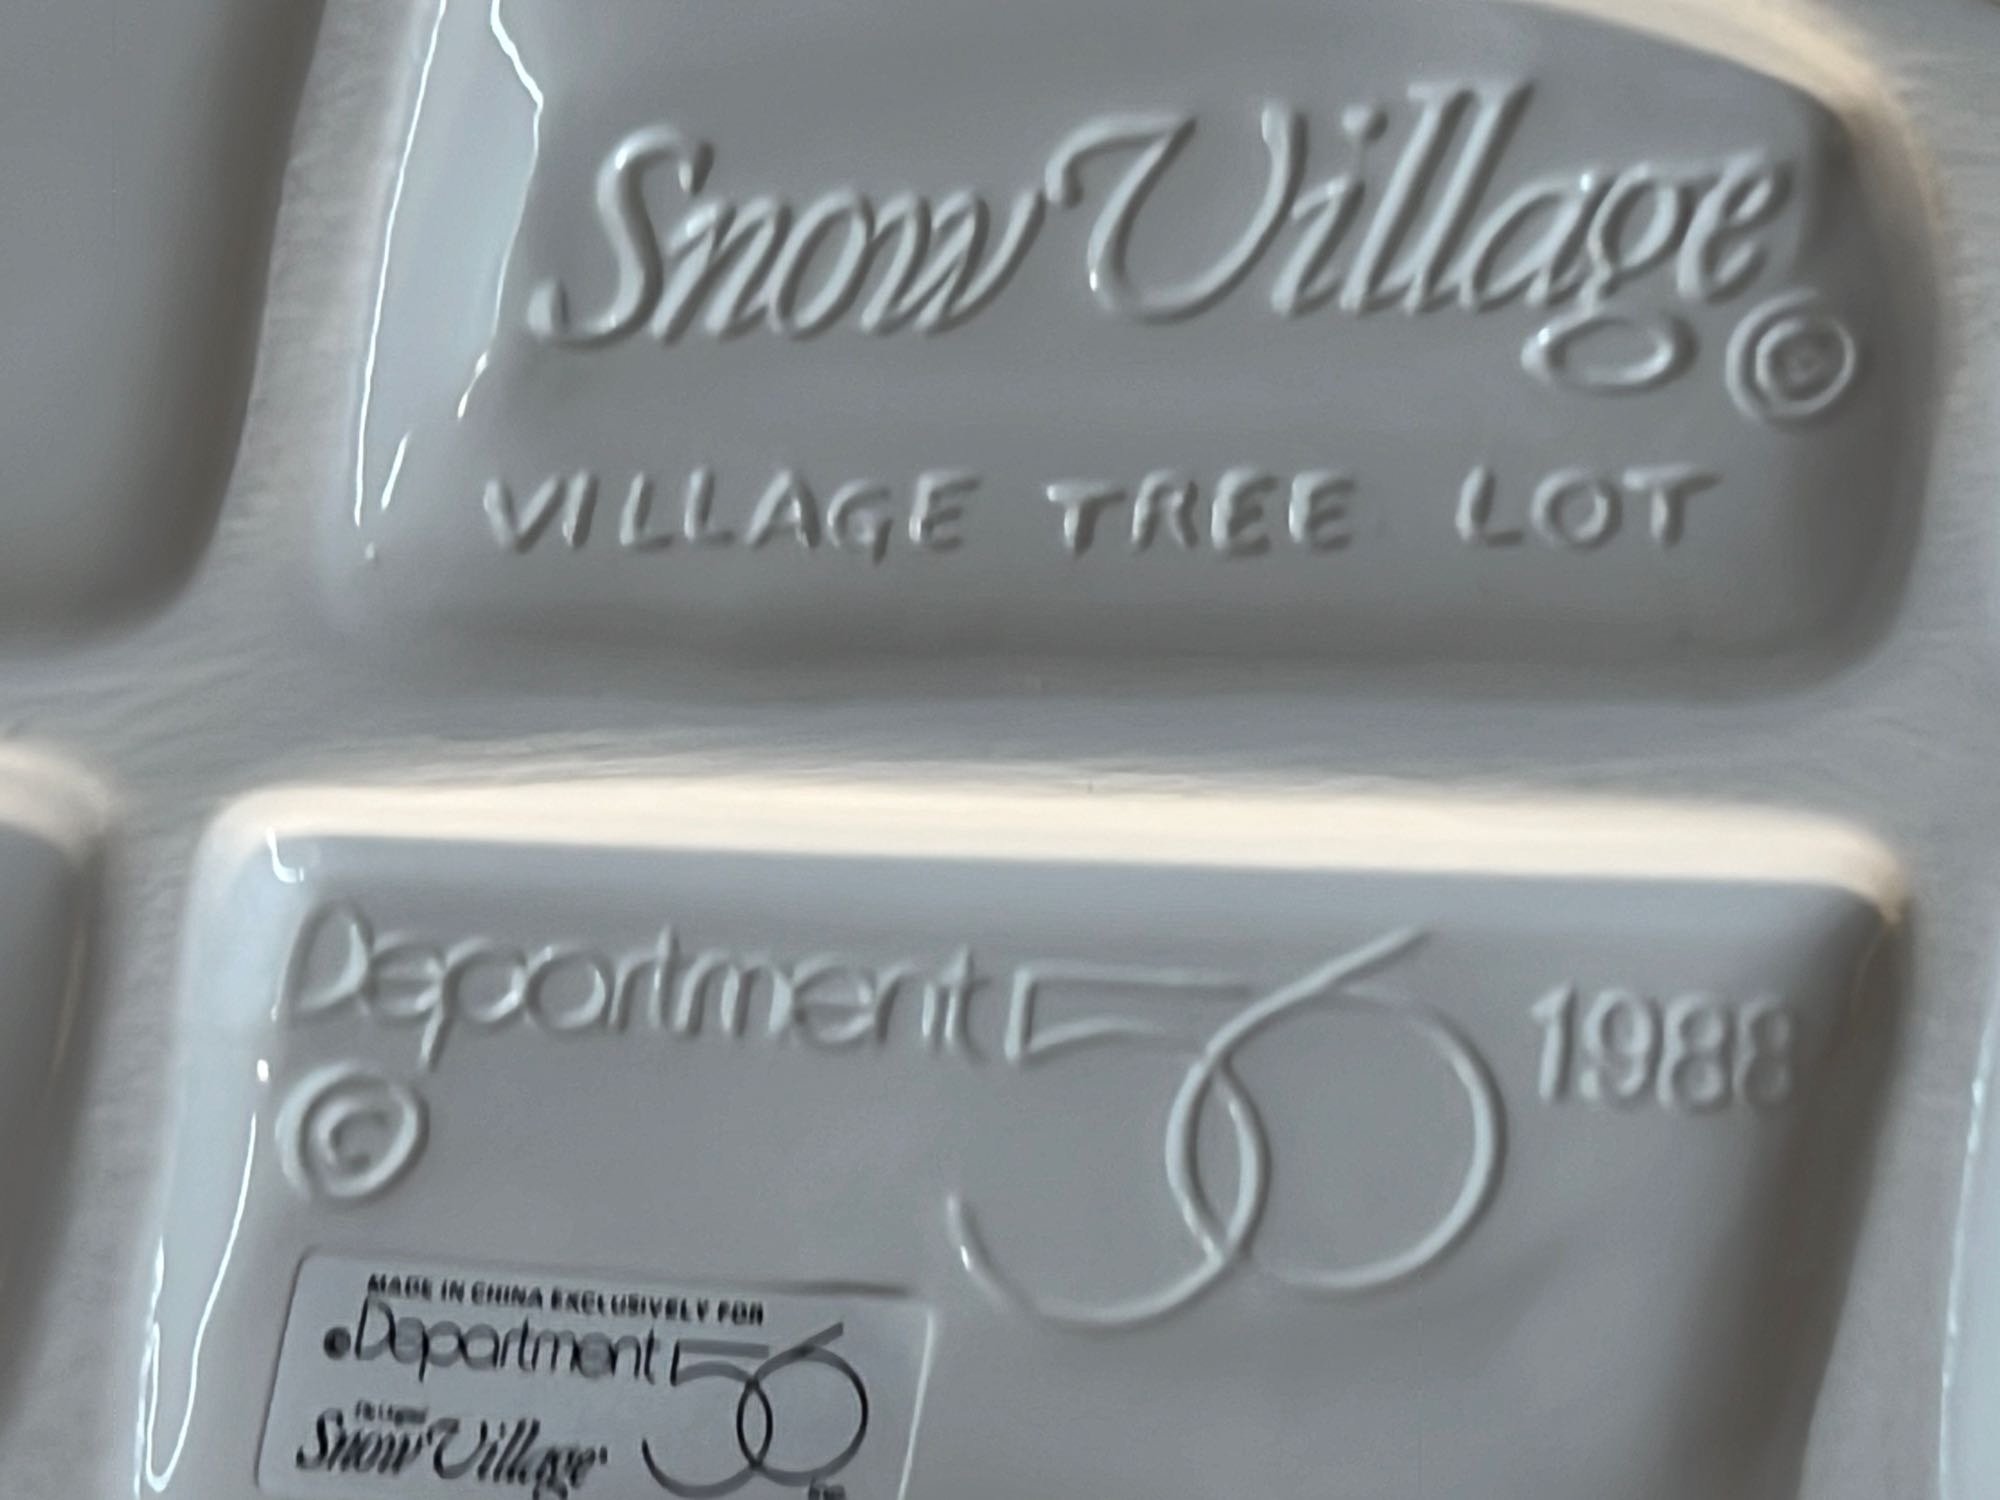 Snow Village®
VILLAGE TREE LOT
Department 56 1988
©
MADE IN CHINA EXCLUSIVELY FOR
Department 56
Snow Village®